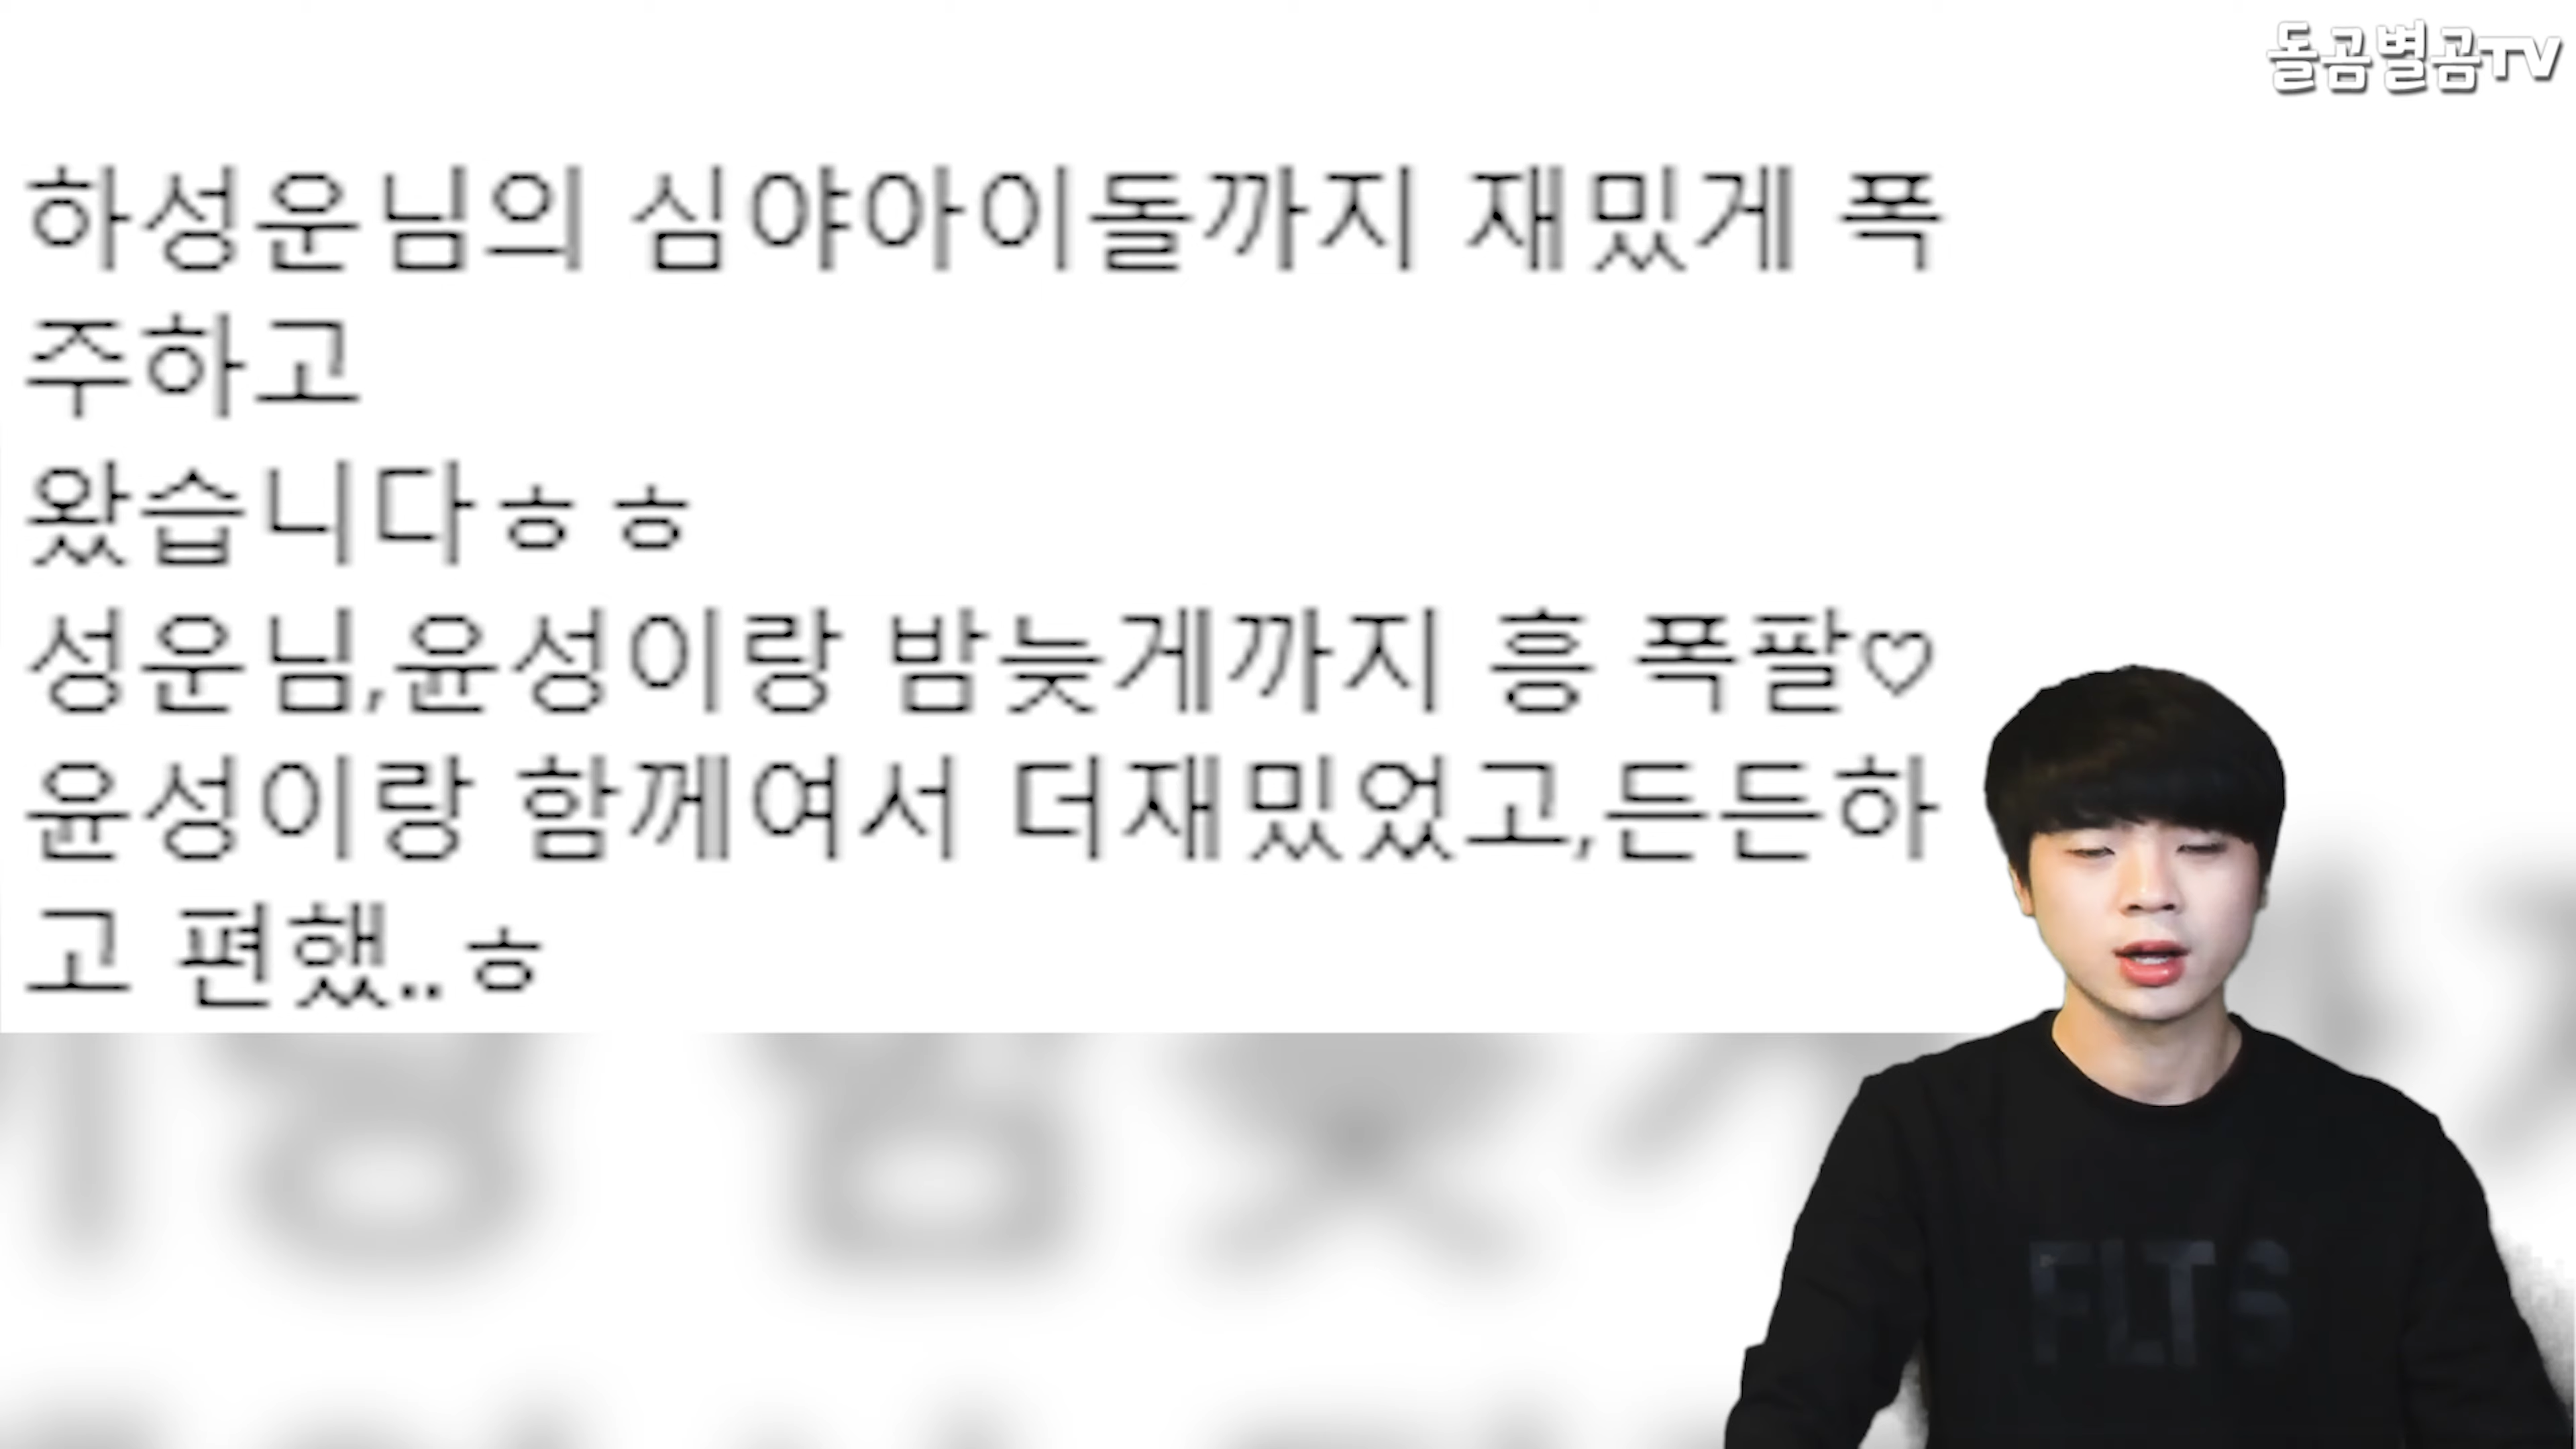 돌곰별곰TV
하성운님의 심야아이돌까지 재밌게 폭
주하고
왔습니다ㅎㅎ
성운님,윤성이랑 밤늦게까지 흥 폭팔♡
윤성이랑 함께여서 더재밌었고,든든하
고 편했..ㅎ
FLT6